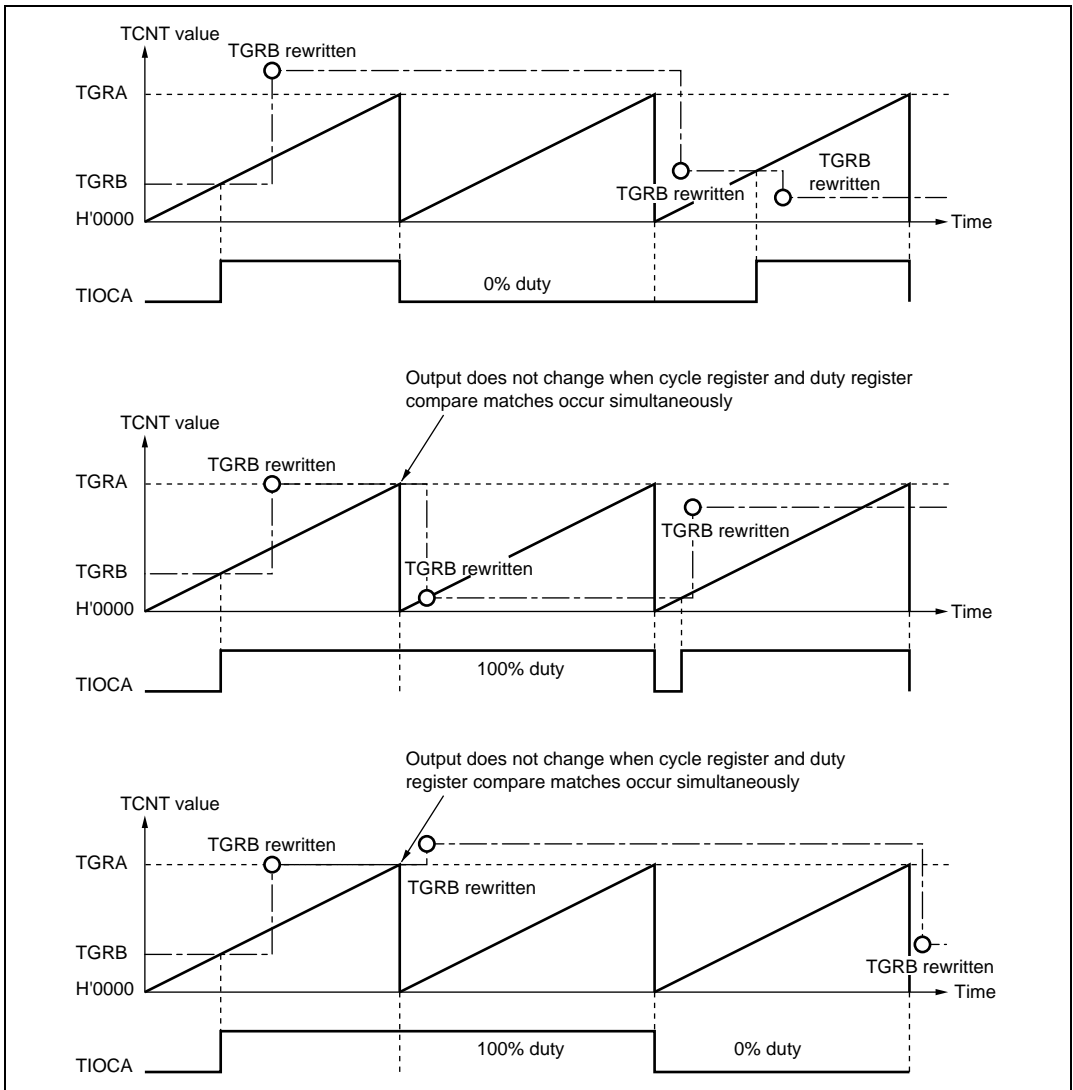 TCNT value
TGRB rewritten
TGRA
TGRB
rewritten
TGRB
TGRB rewritten
H'0000
Time
0% duty
TIOCA
Output does not change when cycle register and duty register
compare matches occur simultaneously
TCNT value
TGRB rewritten
TGRA
TGRB rewritten
TGRB
TGRB rewritten
H'0000
Time
100% duty
TIOCA
Output does not change when cycle register and duty
register compare matches occur simultaneously
TCNT value
TGRB rewritten
TGRA
TGRB rewritten
TGRB
TGRB rewritten
H'0000
Time
100% duty
0% duty
TIOCA